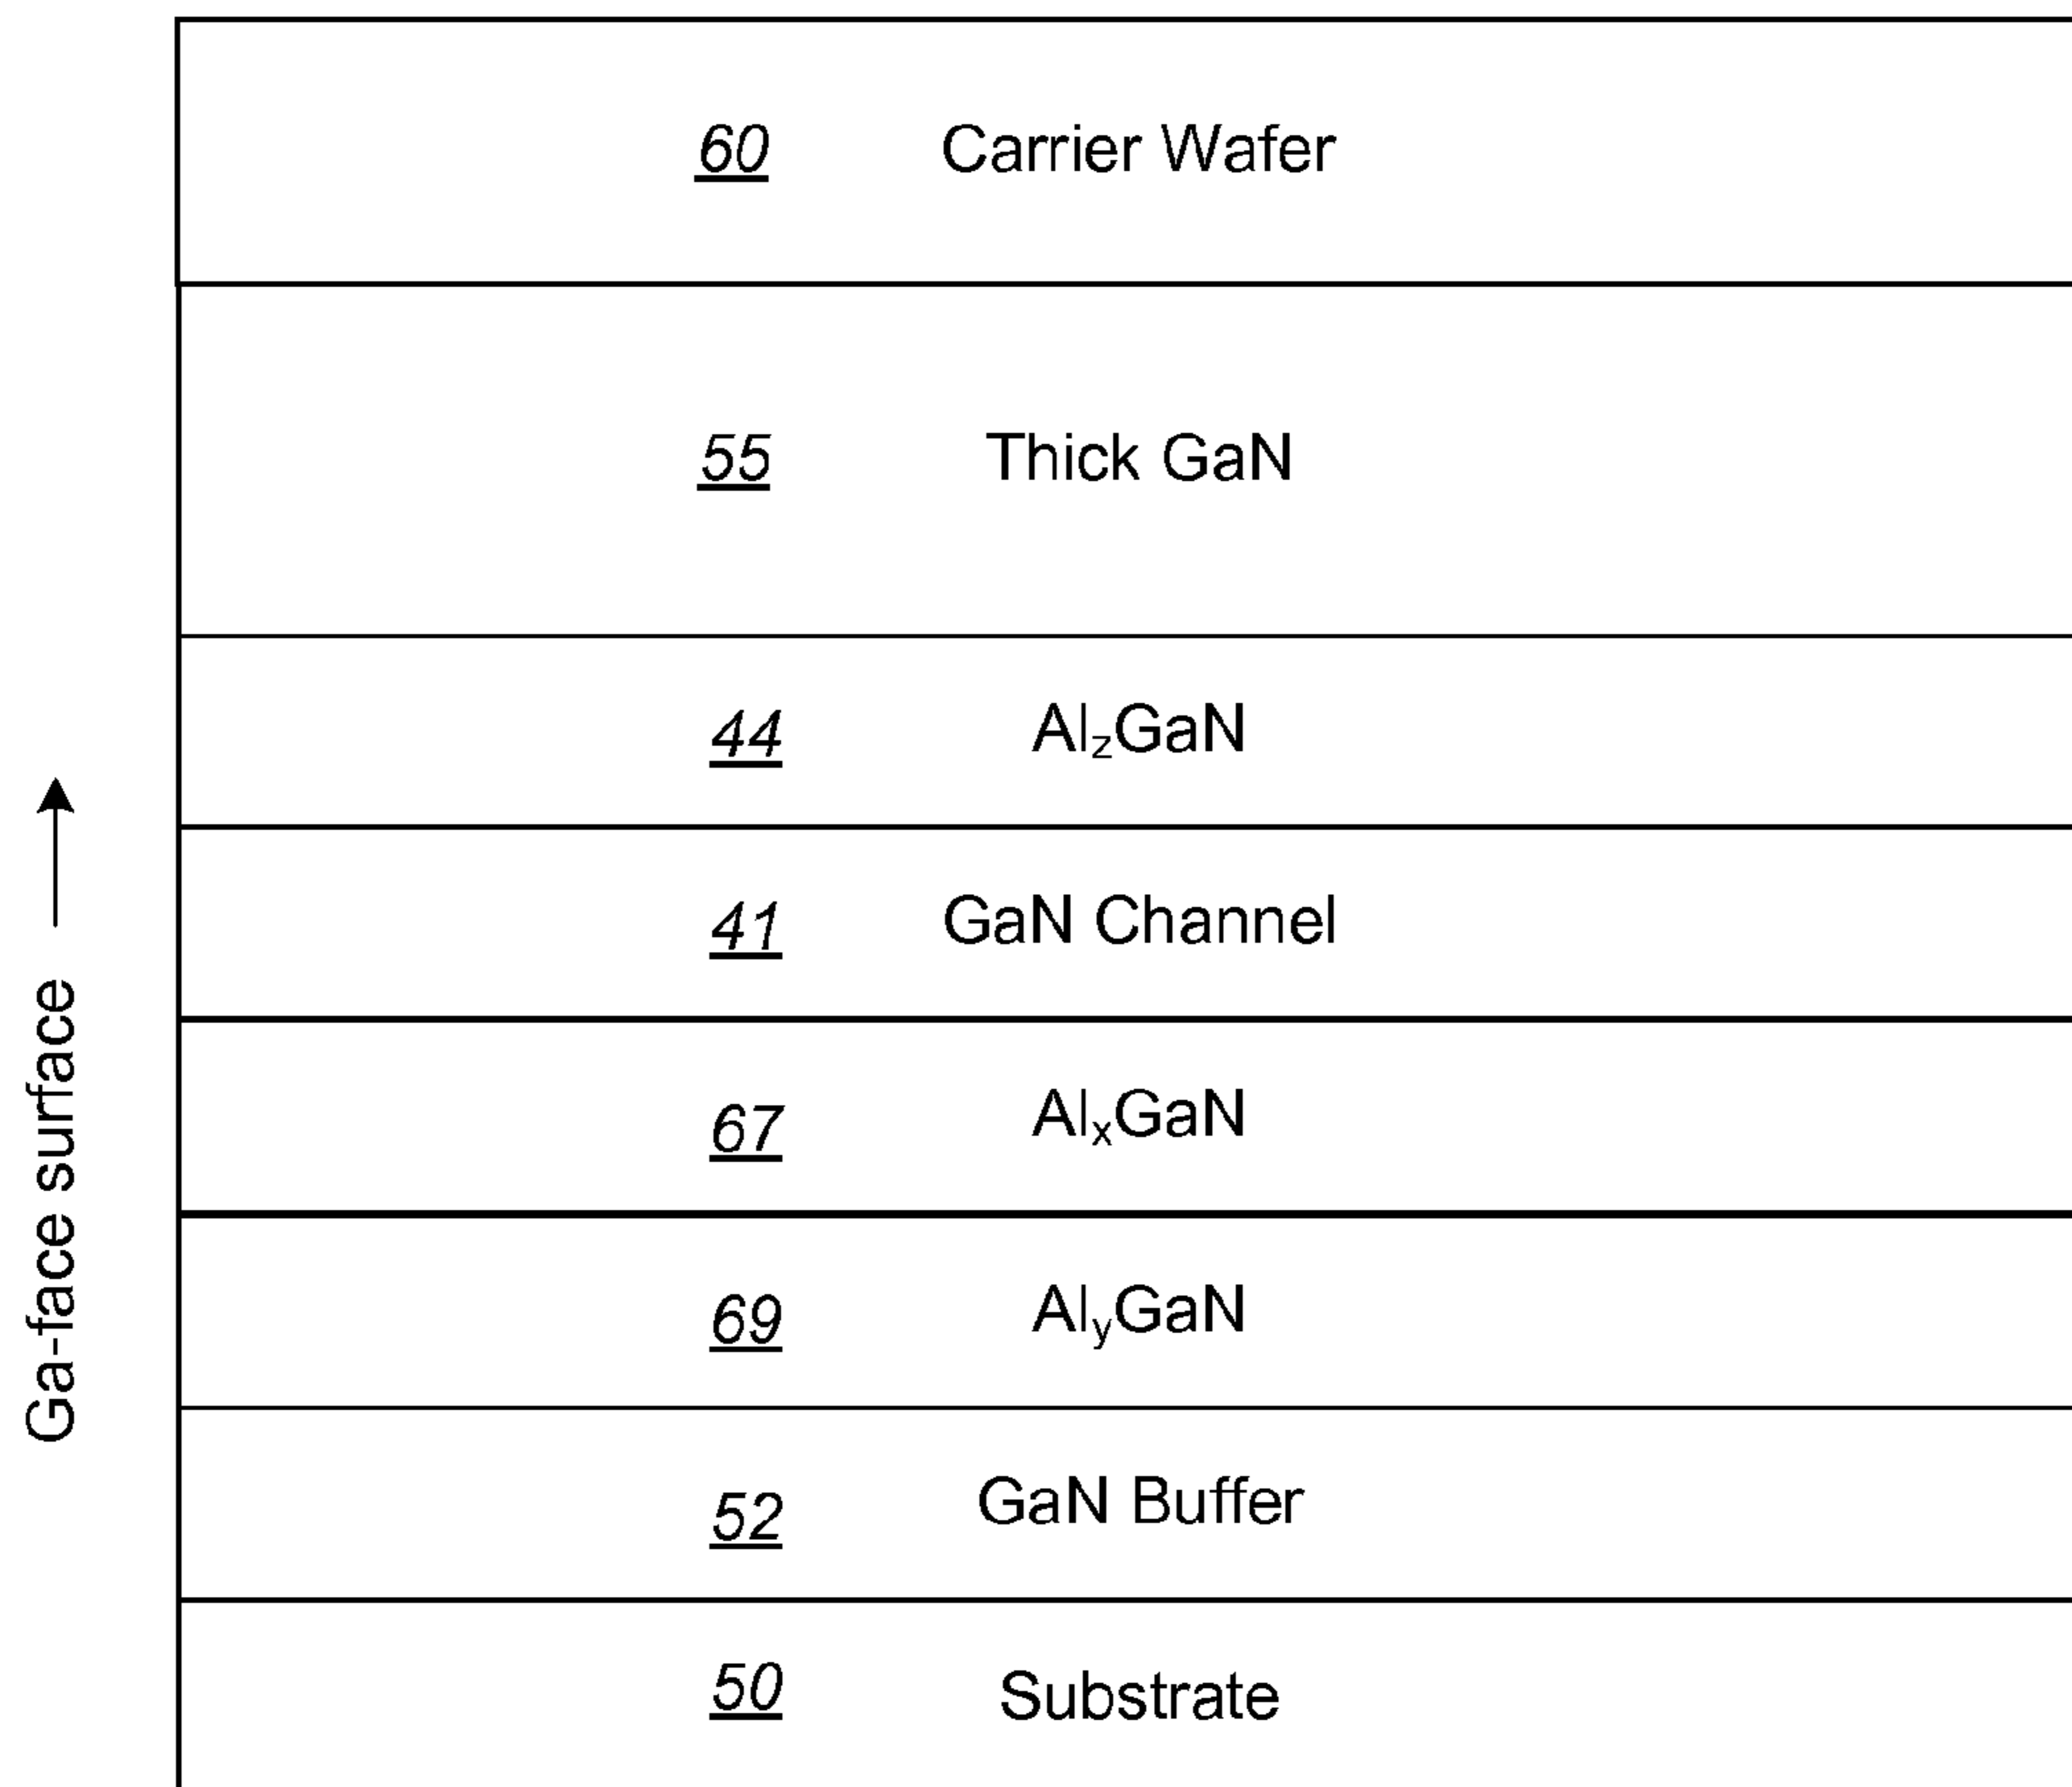 60 Carrier Wafer
55 Thick GaN
44 AlzGaN
41 GaN Channel
67 AlxGaN
69 AlyGaN
52 GaN Buffer
50 Substrate
Ga-face surface